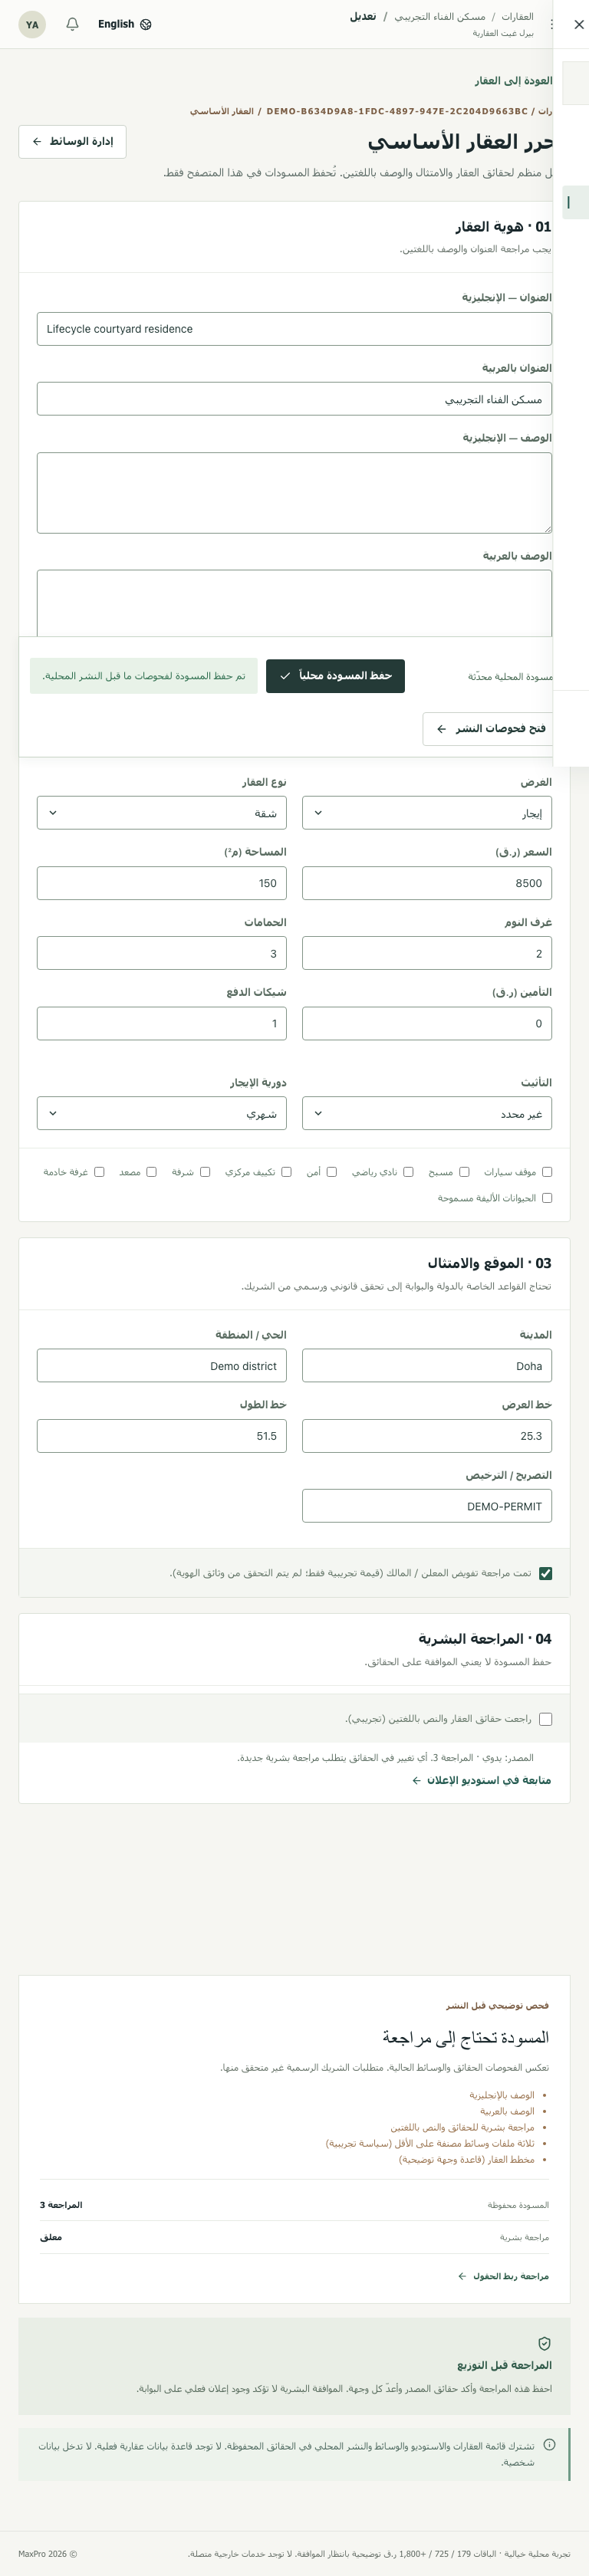 العقارات / مسكن الفناء التجريبي / تعديل
بيرل غيت العقارية
English
YA
العودة إلى العقار
DEMO-B634D9A8-1FDC-4897-947E-2C204D9663BC / العقار الأساسي
العقار الأساسي
إدارة الوسائط
منظم لحقائق العقار والامتثال والوصف باللغتين. تُحفظ المسودات في هذا المتصفح فقط.
01 · هوية العقار
يجب مراجعة العنوان والوصف باللغتين.
العنوان — الإنجليزية
Lifecycle courtyard residence
العنوان بالعربية
مسكن الفناء التجريبي
الوصف — الإنجليزية
الوصف بالعربية
المحلية محدّثة
حفظ المسودة محلياً
تم حفظ المسودة لفحوصات ما قبل النشر المحلية.
فتح فحوصات النشر
الغرض
نوع العقار
إيجار
شقة
السعر (ر.ق)
المساحة (م²)
8500
150
غرف النوم
الحمامات
2
3
التأمين (ر.ق)
شيكات الدفع
0
1
التأثيث
دورية الإيجار
غير محدد
شهري
موقف سيارات
مسبح
نادي رياضي
أمن
تكييف مركزي
شرفة
مصعد
غرفة خادمة
الحيوانات الأليفة مسموحة
03 · الموقع والامتثال
تحتاج القواعد الخاصة بالدولة والبوابة إلى تحقق قانوني ورسمي من الشريك.
المدينة
الحي / المنطقة
Doha
Demo district
خط العرض
خط الطول
25.3
51.5
التصريح / الترخيص
DEMO-PERMIT
تمت مراجعة تفويض المعلن / المالك (قيمة تجريبية فقط؛ لم يتم التحقق من وثائق الهوية).
04 · المراجعة البشرية
حفظ المسودة لا يعني الموافقة على الحقائق.
راجعت حقائق العقار والنص باللغتين (تجريبي).
المصدر: يدوي · المراجعة 3. أي تغيير في الحقائق يتطلب مراجعة بشرية جديدة.
متابعة في استوديو الإعلان
فحص توضيحي قبل النشر
المسودة تحتاج إلى مراجعة
تعكس الفحوصات الحقائق والوسائط الحالية. متطلبات الشريك الرسمية غير متحقق منها.
الوصف بالإنجليزية
الوصف بالعربية
مراجعة بشرية للحقائق والنص باللغتين
ثلاثة ملفات وسائط مصنفة على الأقل (سياسة تجريبية)
مخطط العقار (قاعدة وجهة توضيحية)
المسودة محفوظة
المراجعة 3
مراجعة بشرية
معلق
مراجعة ربط الحقول
المراجعة قبل التوزيع
احفظ هذه المراجعة وأكد حقائق المصدر وأعدّ كل وجهة. الموافقة البشرية لا تؤكد وجود إعلان فعلي على البوابة.
تشترك قائمة العقارات والاستوديو والوسائط والنشر المحلي في الحقائق المحفوظة. لا توجد قاعدة بيانات عقارية فعلية. لا تدخل بيانات
شخصية.
تجربة محلية خيالية · الباقات 179 / 725 / +1,800 ر.ق توضيحية بانتظار الموافقة. لا توجد خدمات خارجية متصلة.
© 2026 MaxPro